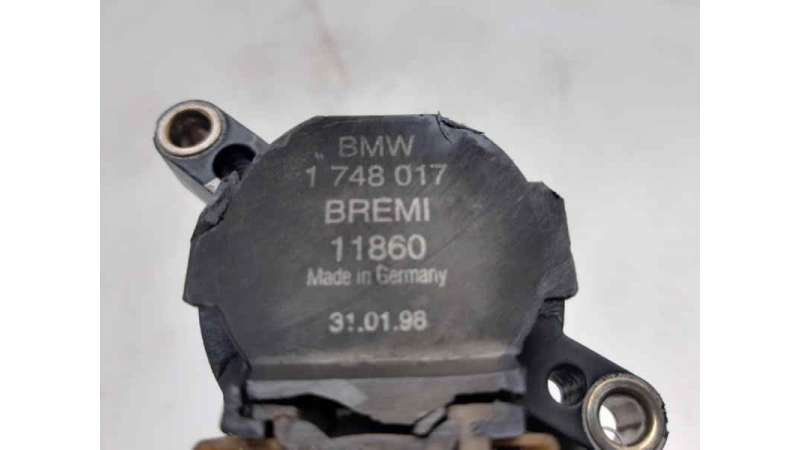 BMW
1 748 017
BREMI
11860
Made in Germany
31.01.98